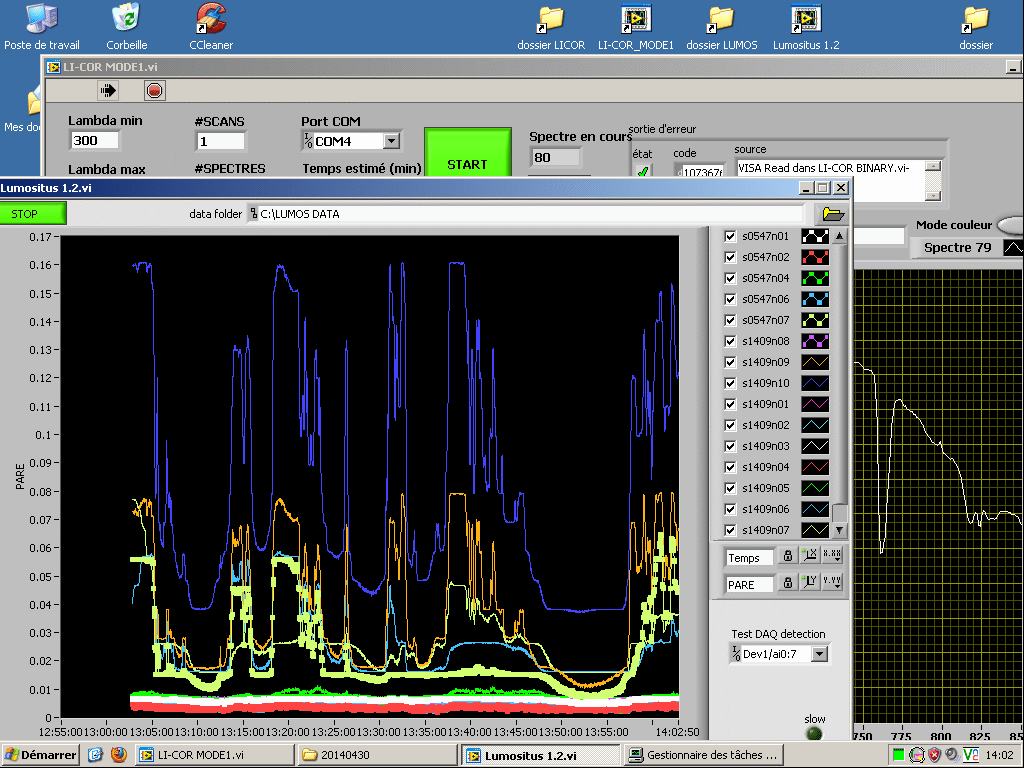 Poste de travail
Corbeille
CCleaner
dossier LICOR
LI-COR_MODE1
dossier LUMOS
Lumositus 1.2
dossier
Mes do
LI-COR MODE1.vi
Lambda min
300
Lambda max
#SCANS
1
#SPECTRES
Port COM
COM4
Temps estimé (min)
START
Spectre en cours
80
sortie d'erreur
état
code
source
VISA Read dans LI-COR BINARY.vi-
Mode couleur
Spectre 79
Lumositus 1.2.vi
STOP
data folder
C:\LUMOS DATA
0.17
0.16
0.15
0.14
0.13
0.12
0.11
0.1
0.09
0.08
0.07
0.06
0.05
0.04
0.03
0.02
0.01
0
PARE
12:55:00
13:00:00
13:05:00
13:10:00
13:15:00
13:20:00
13:25:00
13:30:00
13:35:00
13:40:00
13:45:00
13:50:00
13:55:00
14:02:50
s0547n01
s0547n02
s0547n04
s0547n06
s0547n07
s1409n08
s1409n09
s1409n10
s1409n01
s1409n02
s1409n03
s1409n04
s1409n05
s1409n06
s1409n07
Temps
PARE
Test DAQ detection
Dev1/ai0:7
slow
750
775
800
825
85
Démarrer
LI-COR MODE1.vi
20140430
Lumositus 1.2.vi
Gestionnaire des tâches ...
14:02